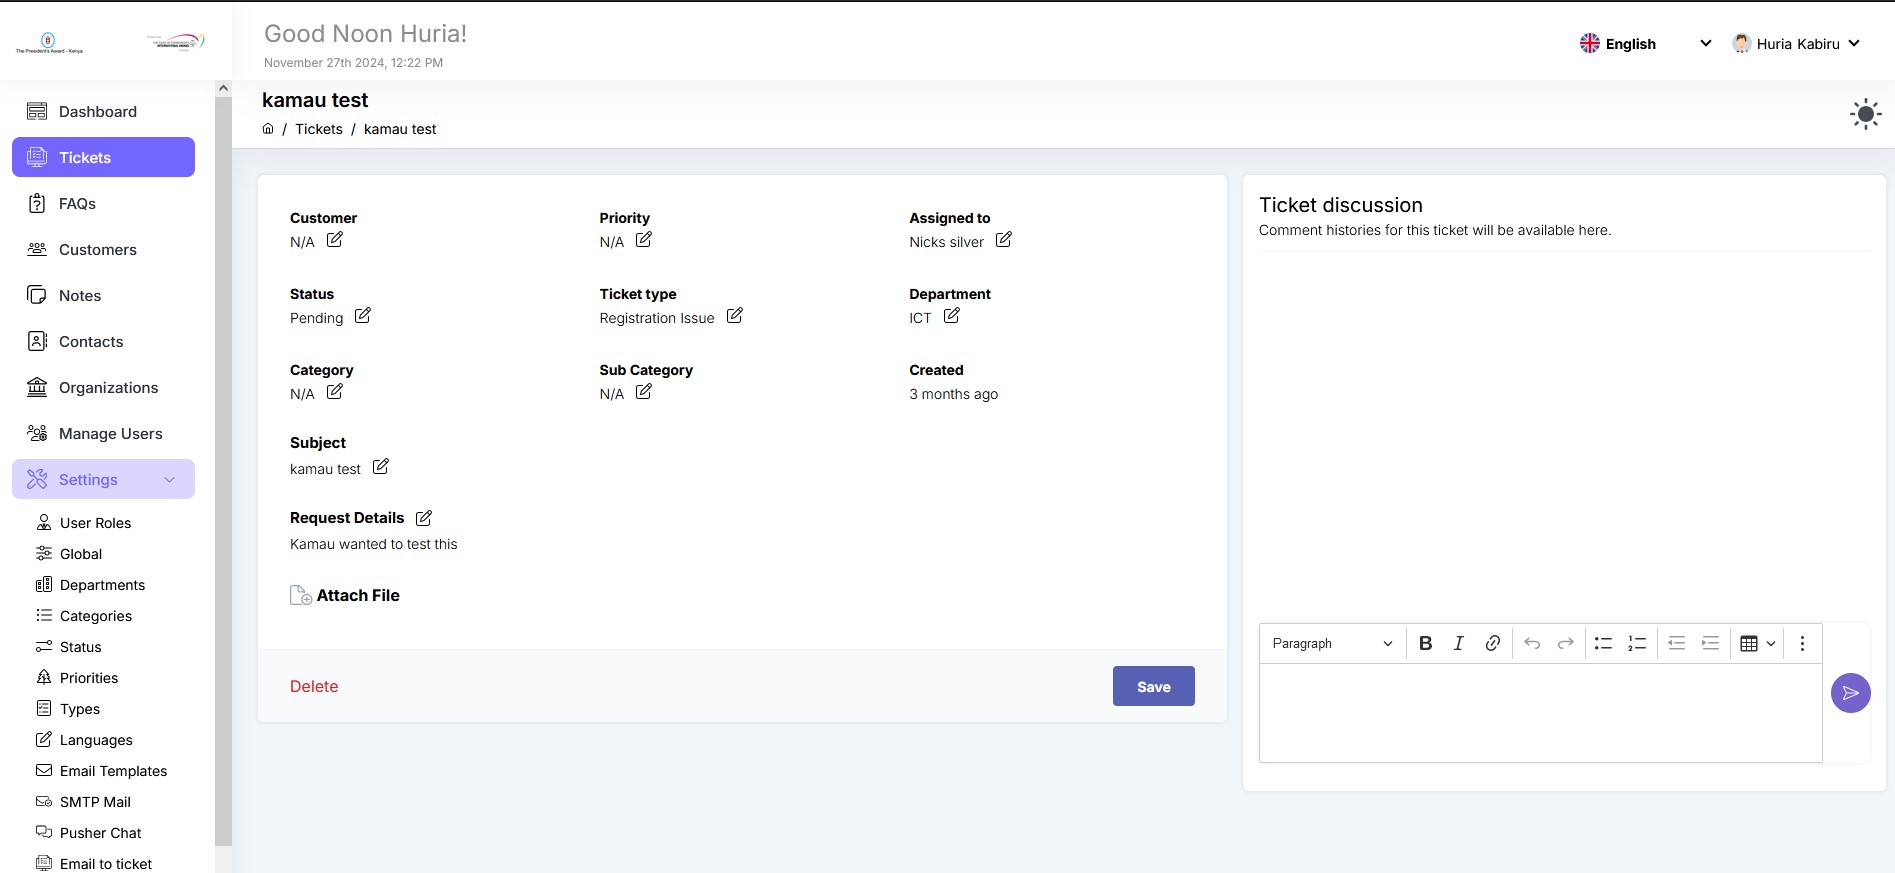 The President's Award - Kenya
INTERNATIONAL AWARD
Good Noon Huria!
November 27th 2024, 12:22 PM
English
Huria Kabiru
Dashboard
Tickets
FAQs
Customers
Notes
Contacts
Organizations
Manage Users
Settings
User Roles
Global
Departments
Categories
Status
Priorities
Types
Languages
Email Templates
SMTP Mail
Pusher Chat
Email to ticket
kamau test
/ Tickets / kamau test
Customer
N/A
Priority
N/A
Assigned to
Nicks silver
Status
Pending
Ticket type
Registration Issue
Department
ICT
Category
N/A
Sub Category
N/A
Created
3 months ago
Subject
kamau test
Request Details
Kamau wanted to test this
Attach File
Delete
Save
Ticket discussion
Comment histories for this ticket will be available here.
Paragraph
B I